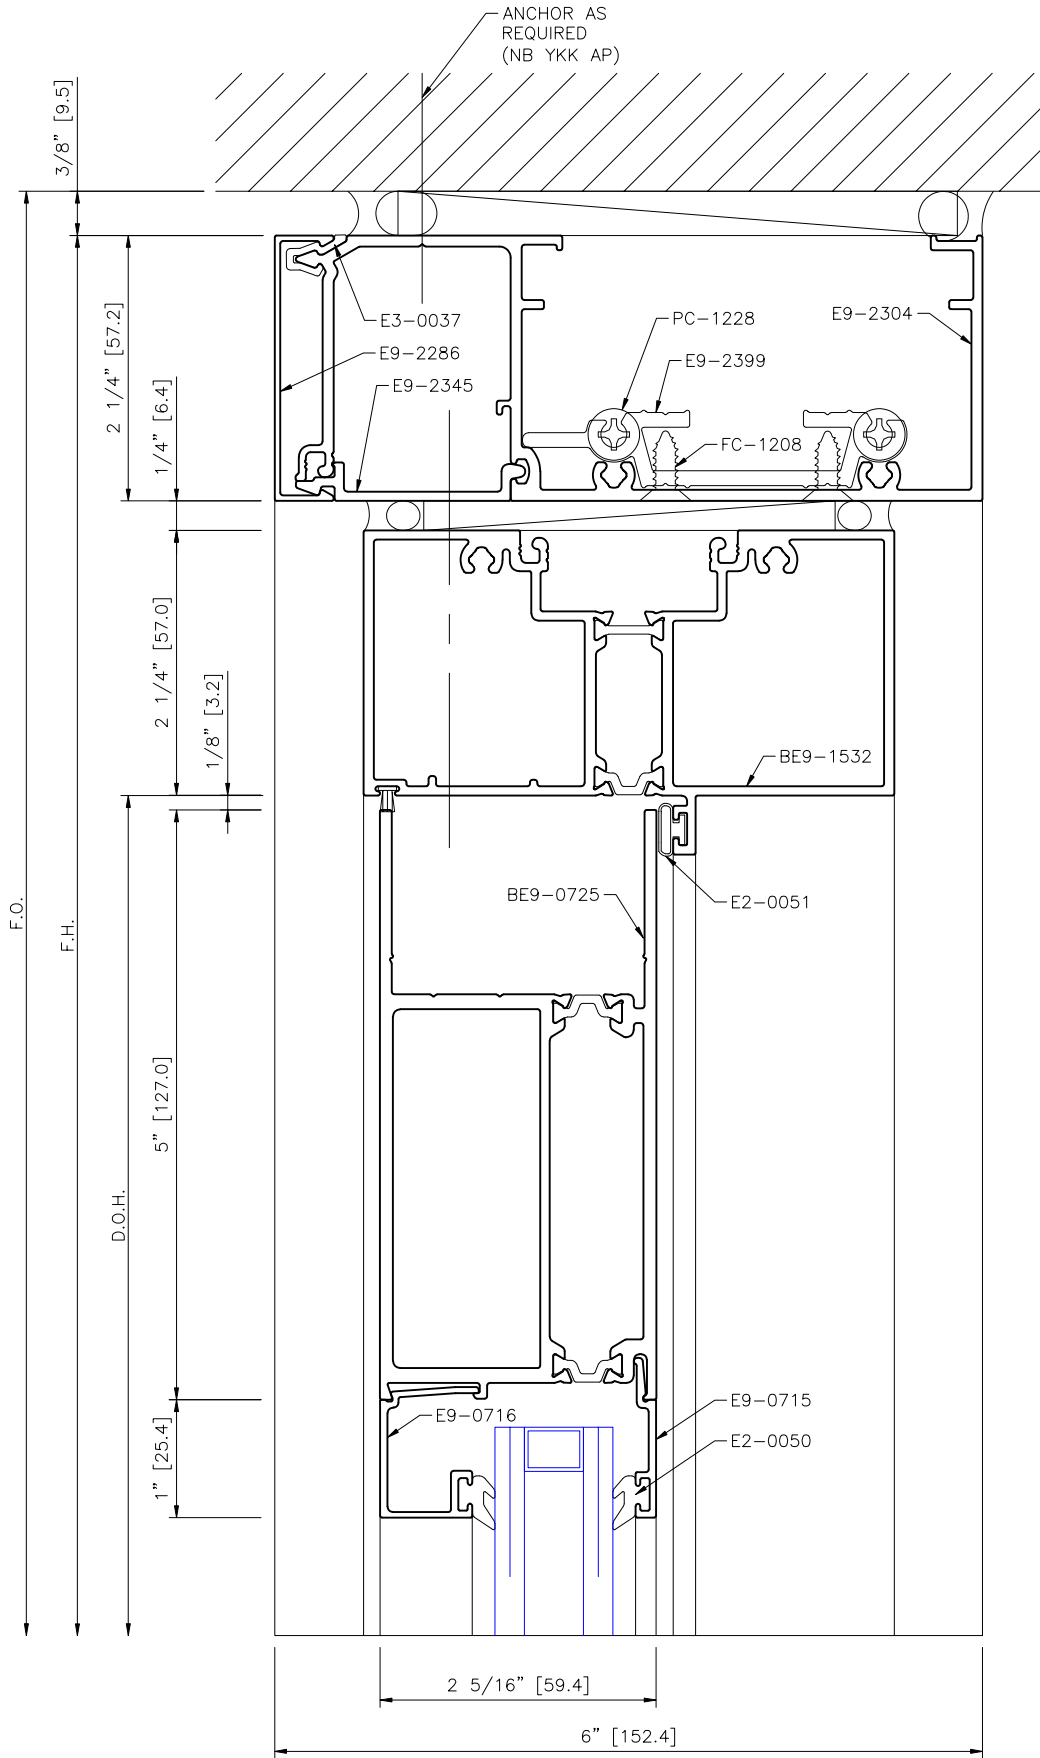 ANCHOR AS
REQUIRED
(NB YKK AP)
3/8" [9.5]
2 1/4" [57.2]
1/4" [6.4]
E3-0037
E9-2286
E9-2345
PC-1228
E9-2399
E9-2304
FC-1208
2 1/4" [57.0]
1/8" [3.2]
BE9-1532
BE9-0725
E2-0051
F.O.
F.H.
D.O.H.
5" [127.0]
E9-0716
E9-0715
E2-0050
1" [25.4]
2 5/16" [59.4]
6" [152.4]